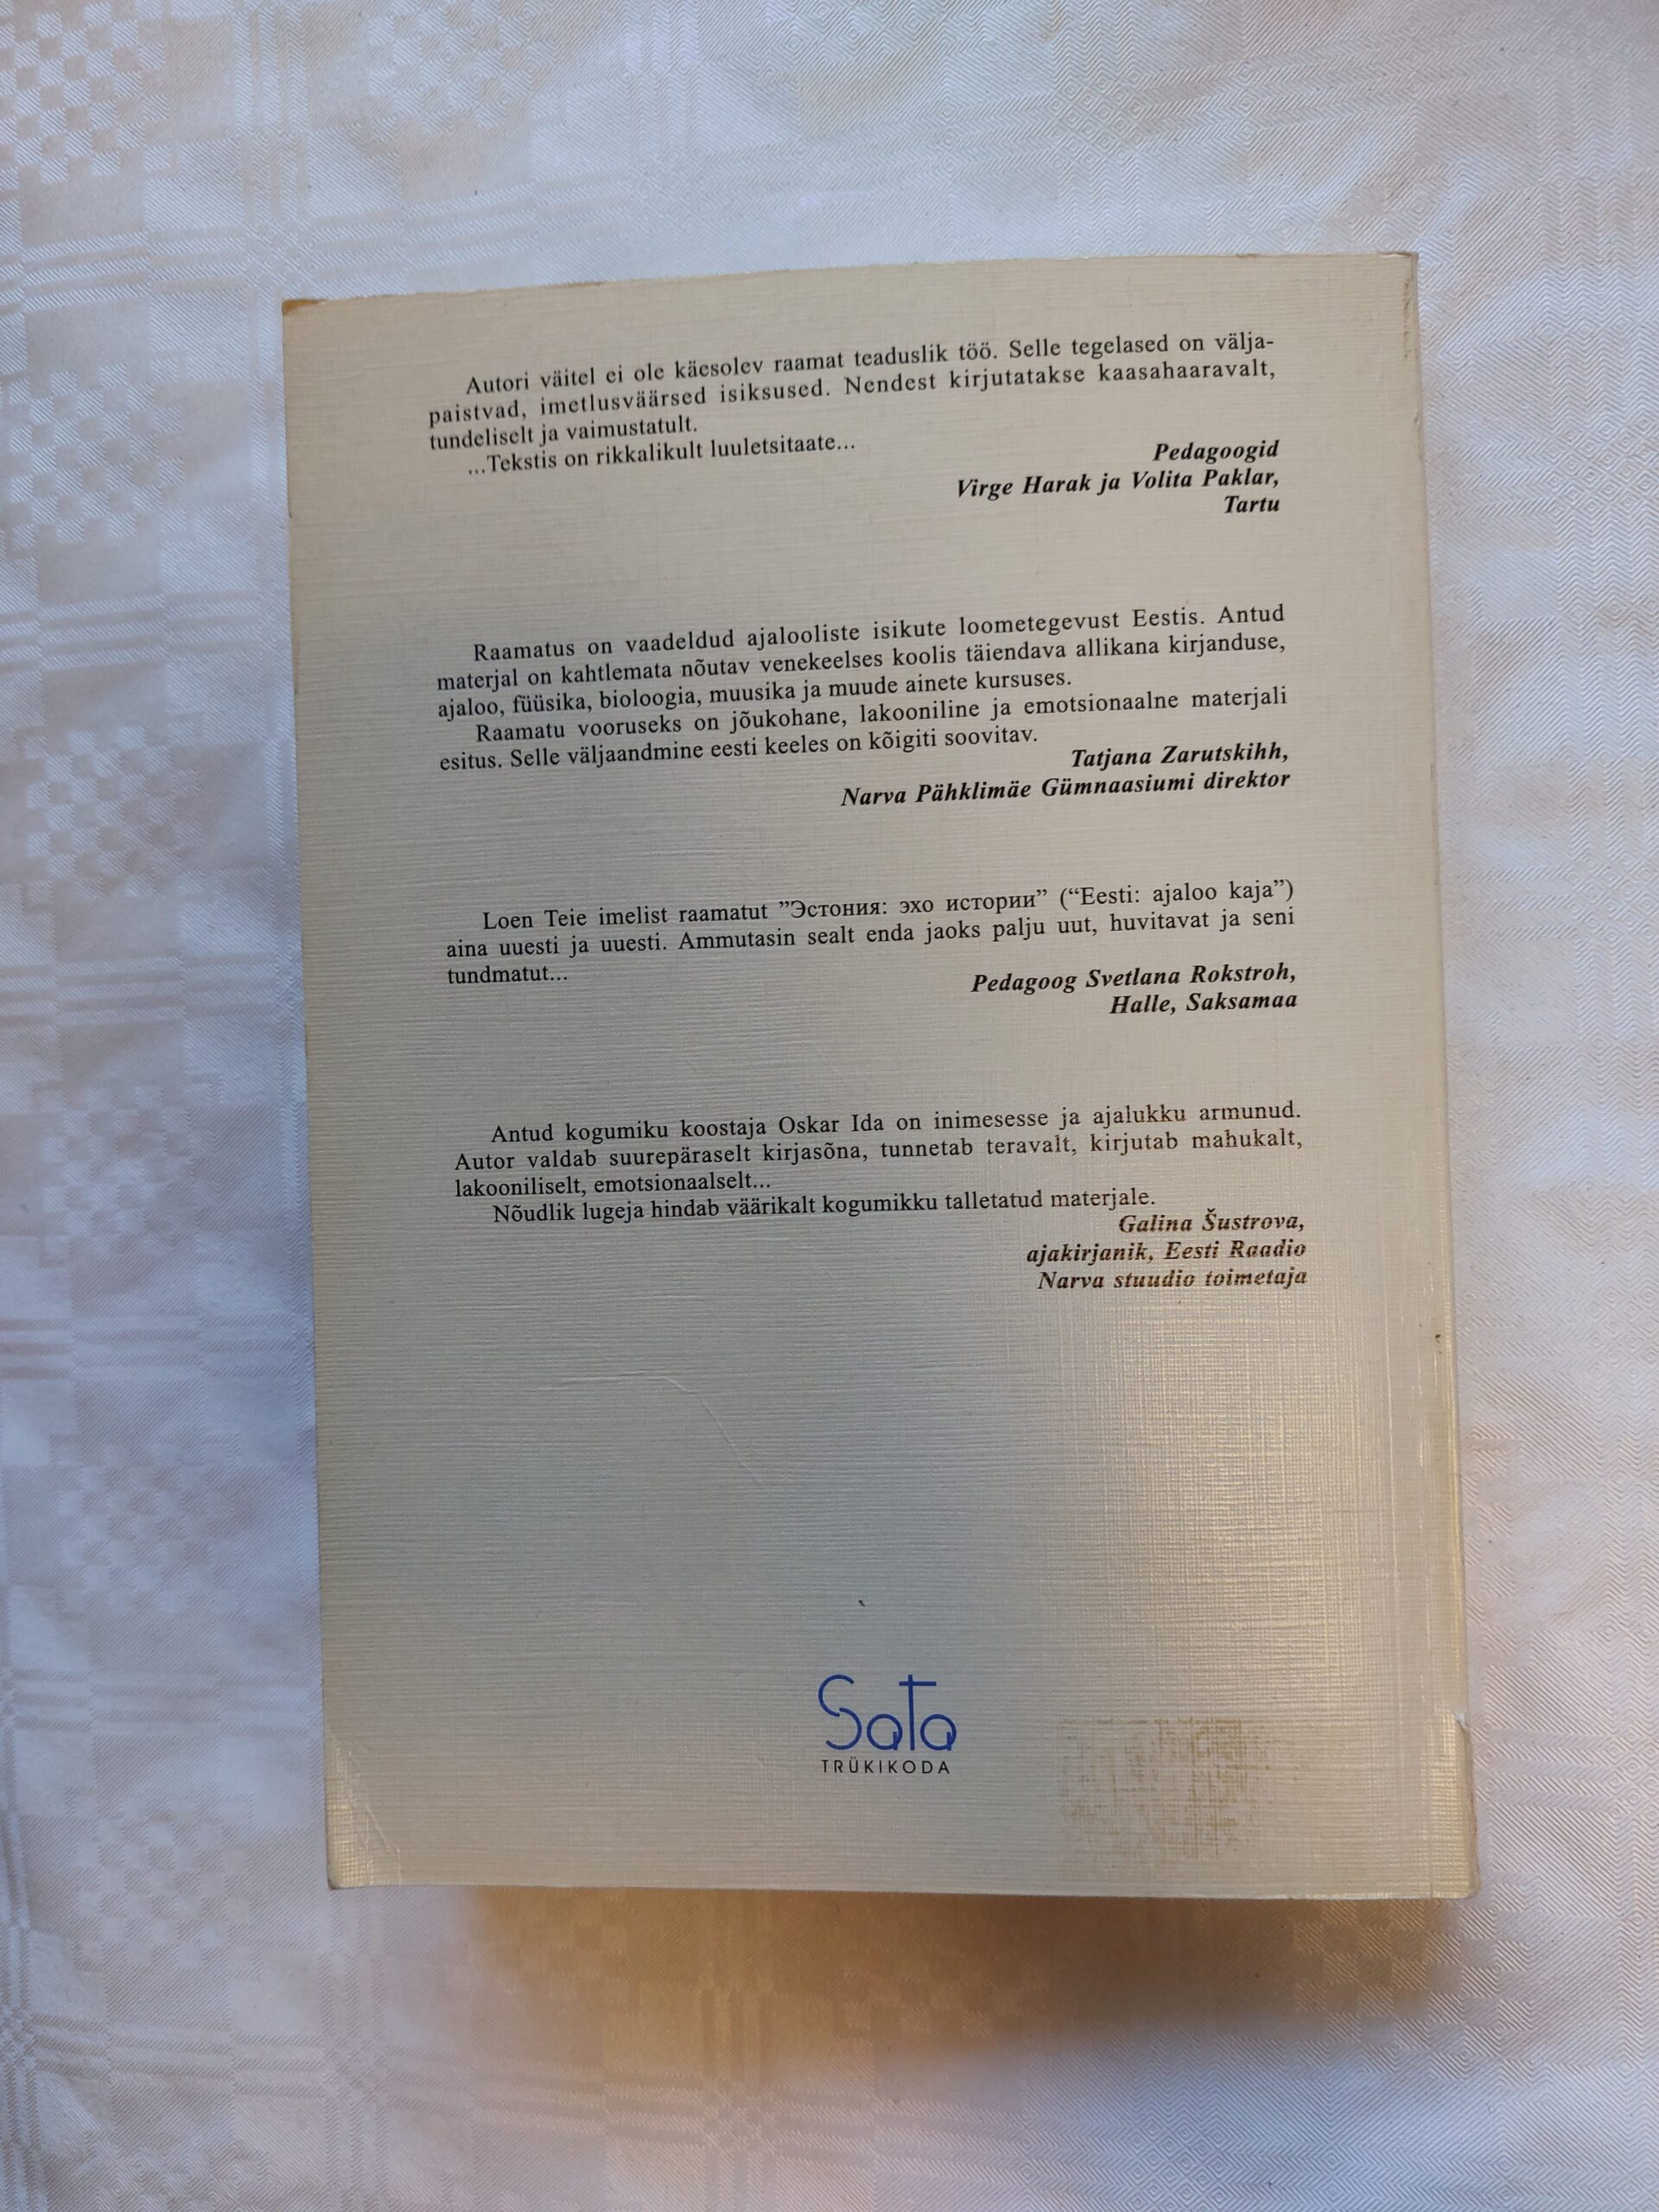 Autori väitel ei ole käesolev raamat teaduslik töö. Selle tegelased on välja-
paistvad, imetlusväärsed isiksused. Nendest kirjutatakse kaasahaaravalt,
tundeliselt ja vaimustatult.
...Tekstis on rikkalikult luuletsitaate...
Pedagoogid
Virge Harak ja Volita Paklar,
Tartu
Raamatus on vaadeldud ajalooliste isikute loometegevust Eestis. Antud
materjal on kahtlemata nõutav venekeelses koolis täiendava allikana kirjanduse,
ajaloo, füüsika, bioloogia, muusika ja muude ainete kursuses.
Raamatu vooruseks on jõukohane, lakooniline ja emotsionaalne materjali
esitus. Selle väljaandmine eesti keeles on kõigiti soovitav.
Tatjana Zarutskihh,
Narva Pähklimäe Gümnaasiumi direktor
Loen Teie imelist raamatut ”Эстония: эхо истории” (“Eesti: ajaloo kaja”)
aina uuesti ja uuesti. Ammutasin sealt enda jaoks palju uut, huvitavat ja seni
tundmatut...
Pedagoog Svetlana Rokstroh,
Halle, Saksamaa
Antud kogumiku koostaja Oskar Ida on inimesesse ja ajalukku armunud.
Autor valdab suurepäraselt kirjasõna, tunnetab teravalt, kirjutab mahukalt,
lakooniliselt, emotsionaalselt...
Nõudlik lugeja hindab väärikalt kogumikku talletatud materjale.
Galina Šustrova,
ajakirjanik, Eesti Raadio
Narva stuudio toimetaja
Sata
TRÜKIKODA